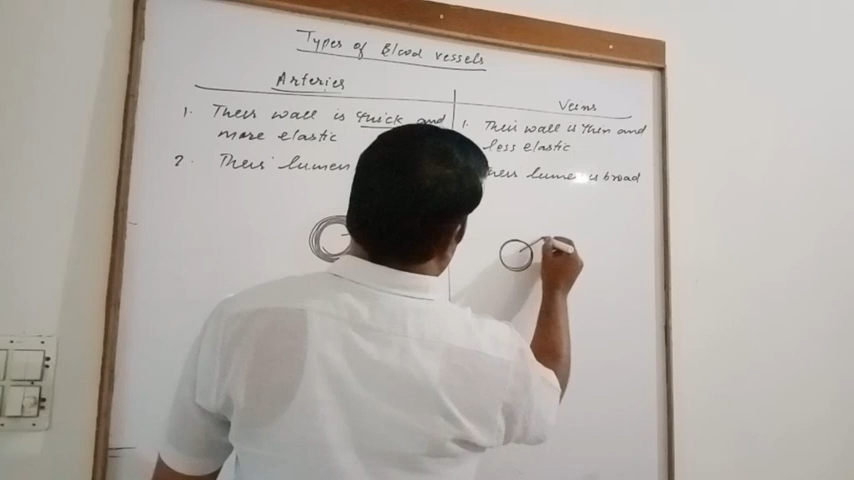 Types of Blood vessels
Arteries
Veins
1. Their wall is thick and
more elastic
2. Their lumen
1. Their wall is thin and
less elastic
lumen is broad